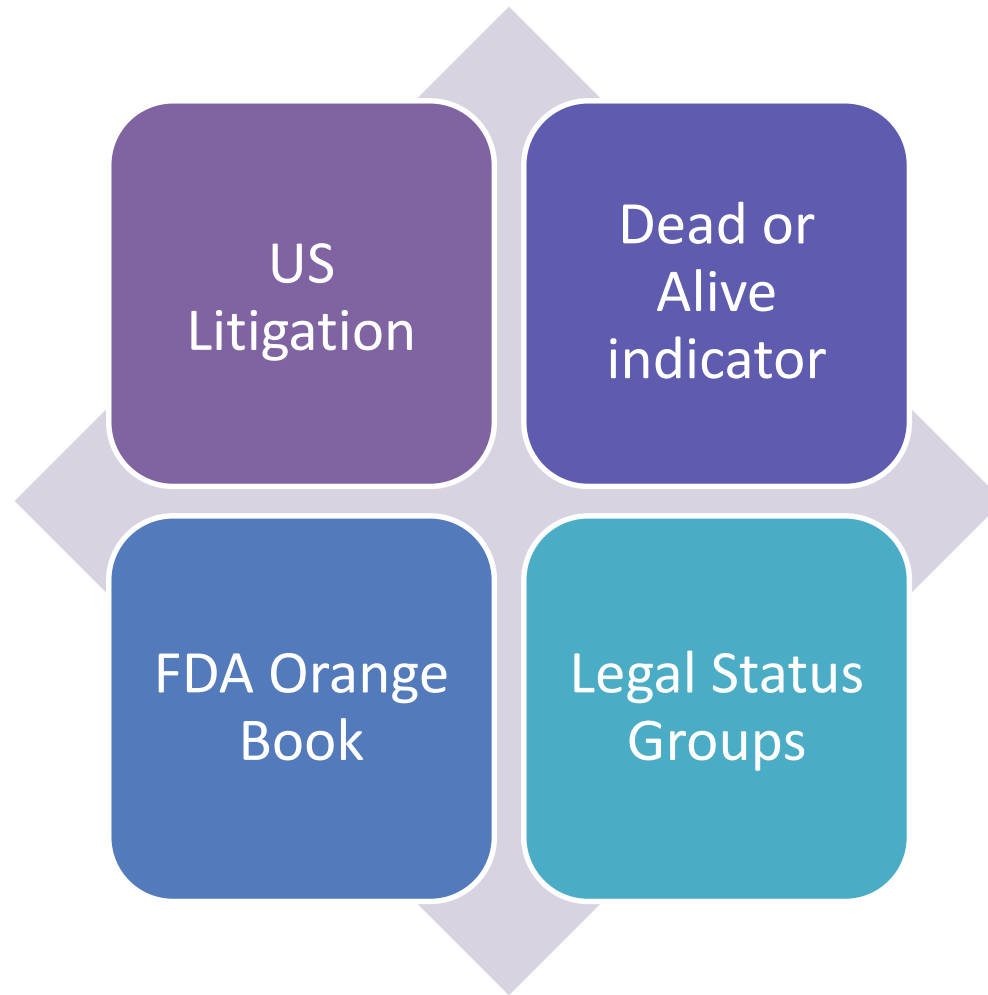 US
Litigation
Dead or
Alive
indicator
FDA Orange
Book
Legal Status
Groups